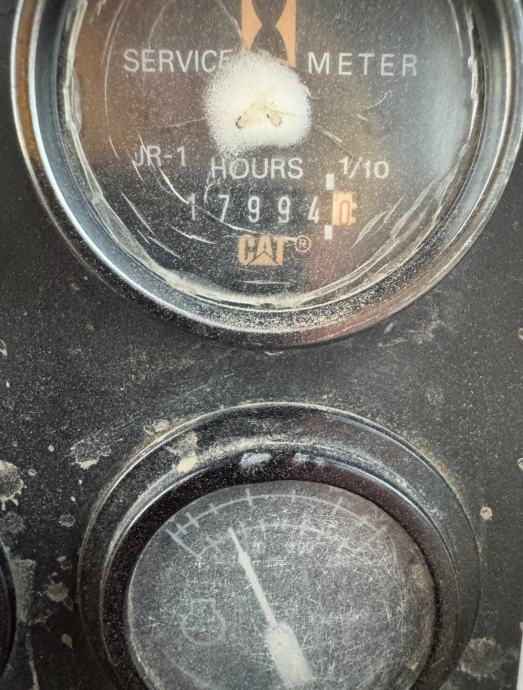 SERVICE METER
JR-1 HOURS 1/10
179940
CAT®